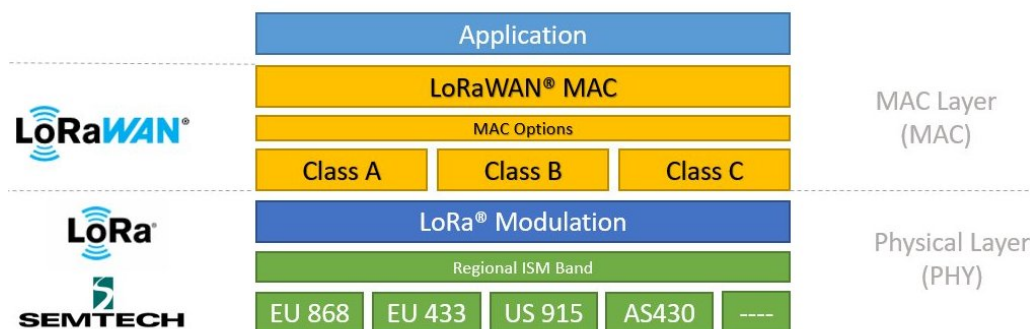 Application
LoRaWAN® MAC
MAC Options
Class A Class B Class C
LoRaWAN®
MAC Layer
(MAC)
LoRa® Modulation
Regional ISM Band
EU 868 EU 433 US 915 AS430 ----
LoRa®
SEMTECH
Physical Layer
(PHY)